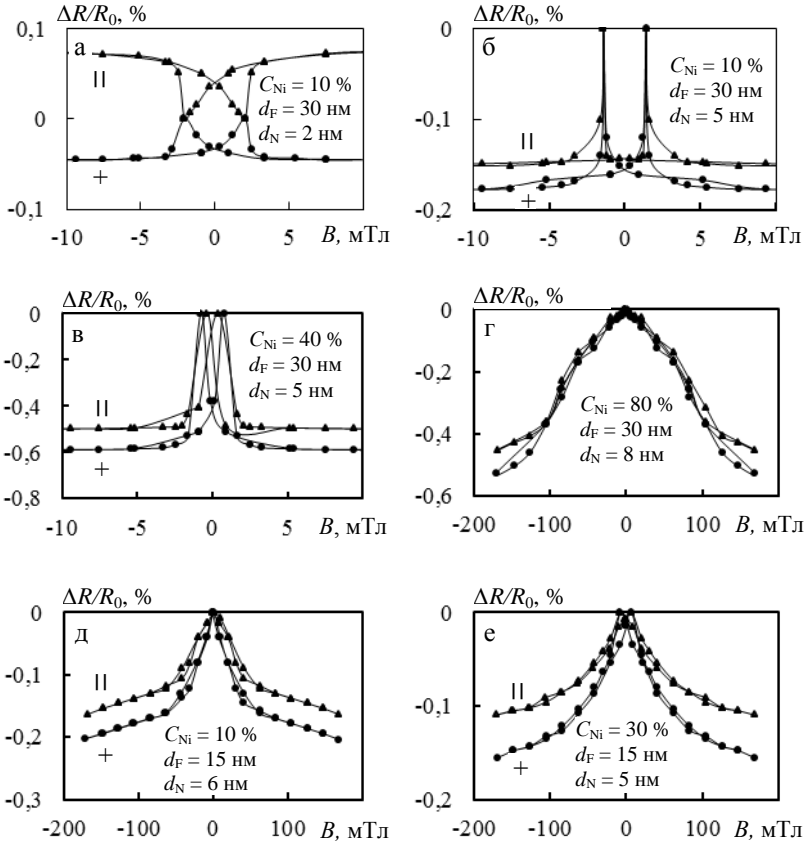 ΔR/R₀, %
0,1
0
-0,1
а
||
+
C_Ni = 10 %
d_F = 30 нм
d_N = 2 нм
-10
-5
0
5
B, мТл
ΔR/R₀, %
0
-0,1
-0,2
б
||
+
C_Ni = 10 %
d_F = 30 нм
d_N = 5 нм
-10
-5
0
5
B, мТл
ΔR/R₀, %
0
-0,2
-0,4
-0,6
-0,8
в
||
+
C_Ni = 40 %
d_F = 30 нм
d_N = 5 нм
-10
-5
0
5
B, мТл
ΔR/R₀, %
-0,0
-0,2
-0,4
-0,6
г
||
+
C_Ni = 80 %
d_F = 30 нм
d_N = 8 нм
-200
-100
0
100
B, мТл
ΔR/R₀, %
0
-0,1
-0,2
-0,3
д
||
+
C_Ni = 10 %
d_F = 15 нм
d_N = 6 нм
-200
-100
0
100
B, мТл
ΔR/R₀, %
0
-0,1
-0,2
е
||
+
C_Ni = 30 %
d_F = 15 нм
d_N = 5 нм
-200
-100
0
100
B, мТл